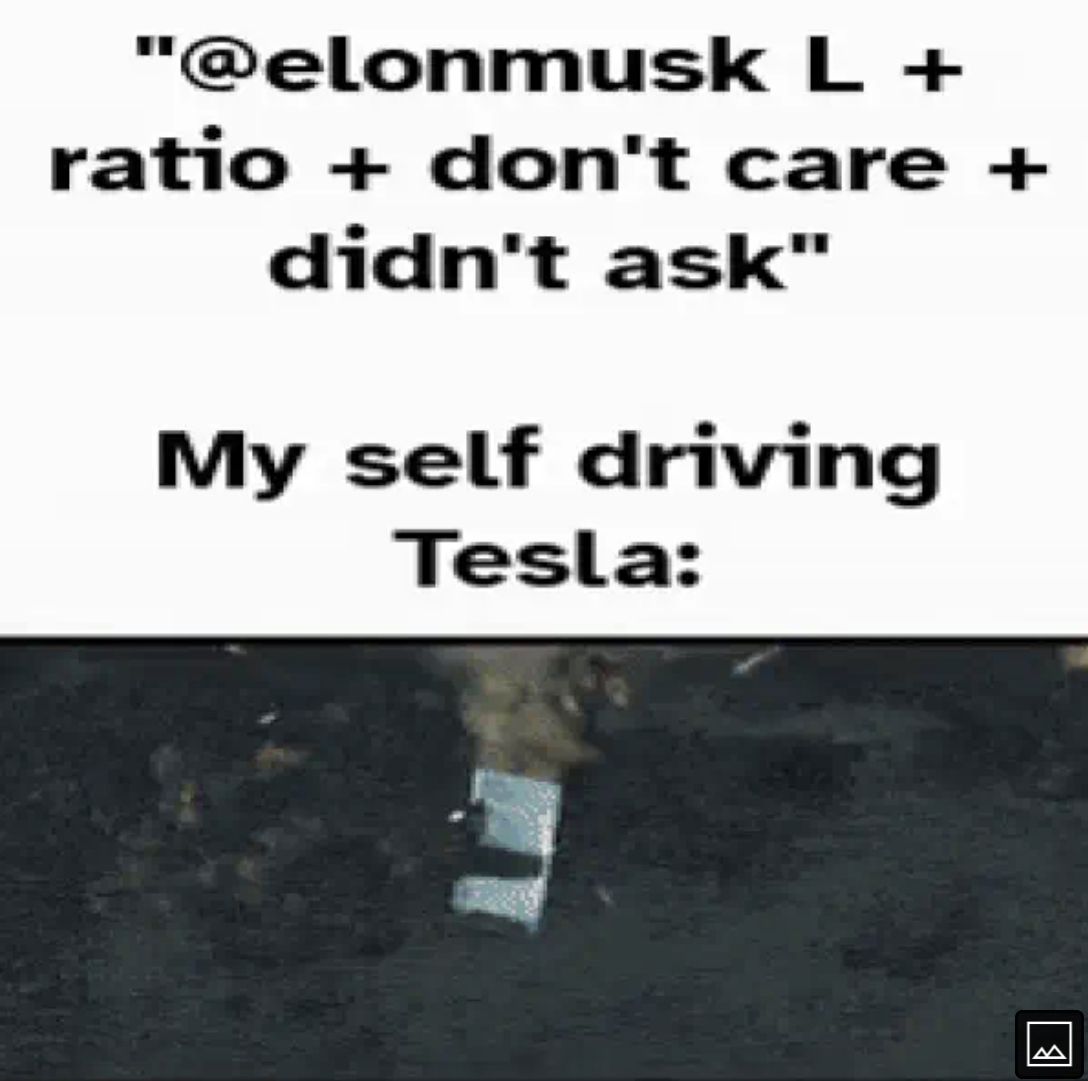 "@elonmusk L +
ratio + don't care +
didn't ask"
My self driving
Tesla: